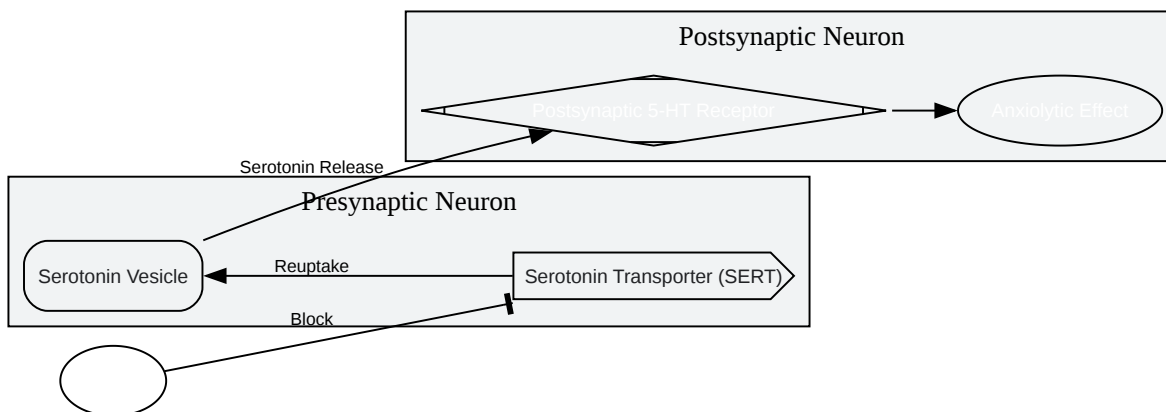 Postsynaptic Neuron
Postsynaptic 5-HT Receptor
Anxiolytic Effect
Serotonin Release
Presynaptic Neuron
Serotonin Vesicle
Reuptake
Serotonin Transporter (SERT)
Block